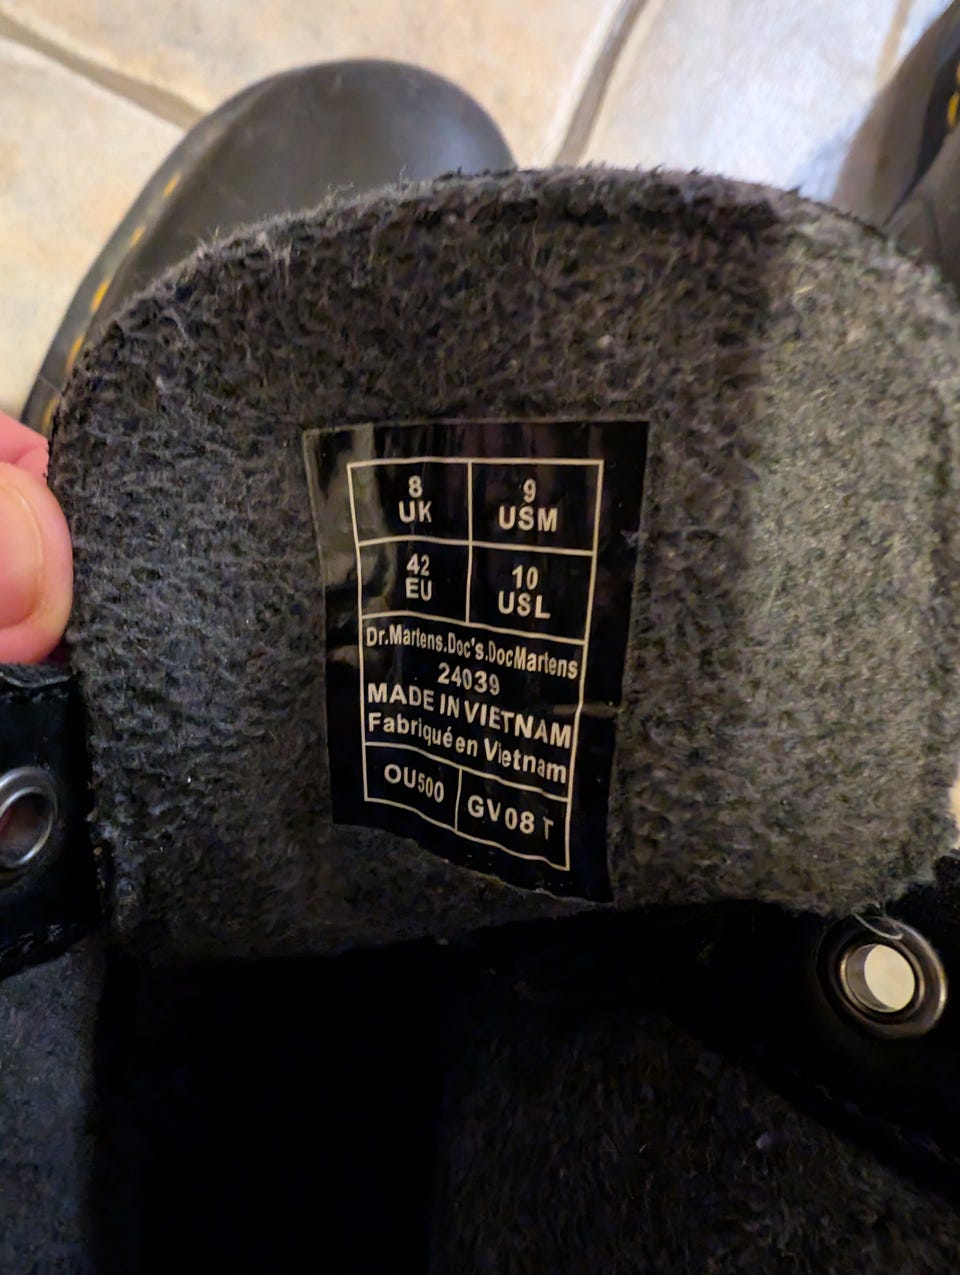 8
UK
9
USM
42
EU
10
USL
Dr.Martens.Doc's.DocMartens
24039
MADE IN VIETNAM
Fabriqué en Vietnam
OU500
GV08 T